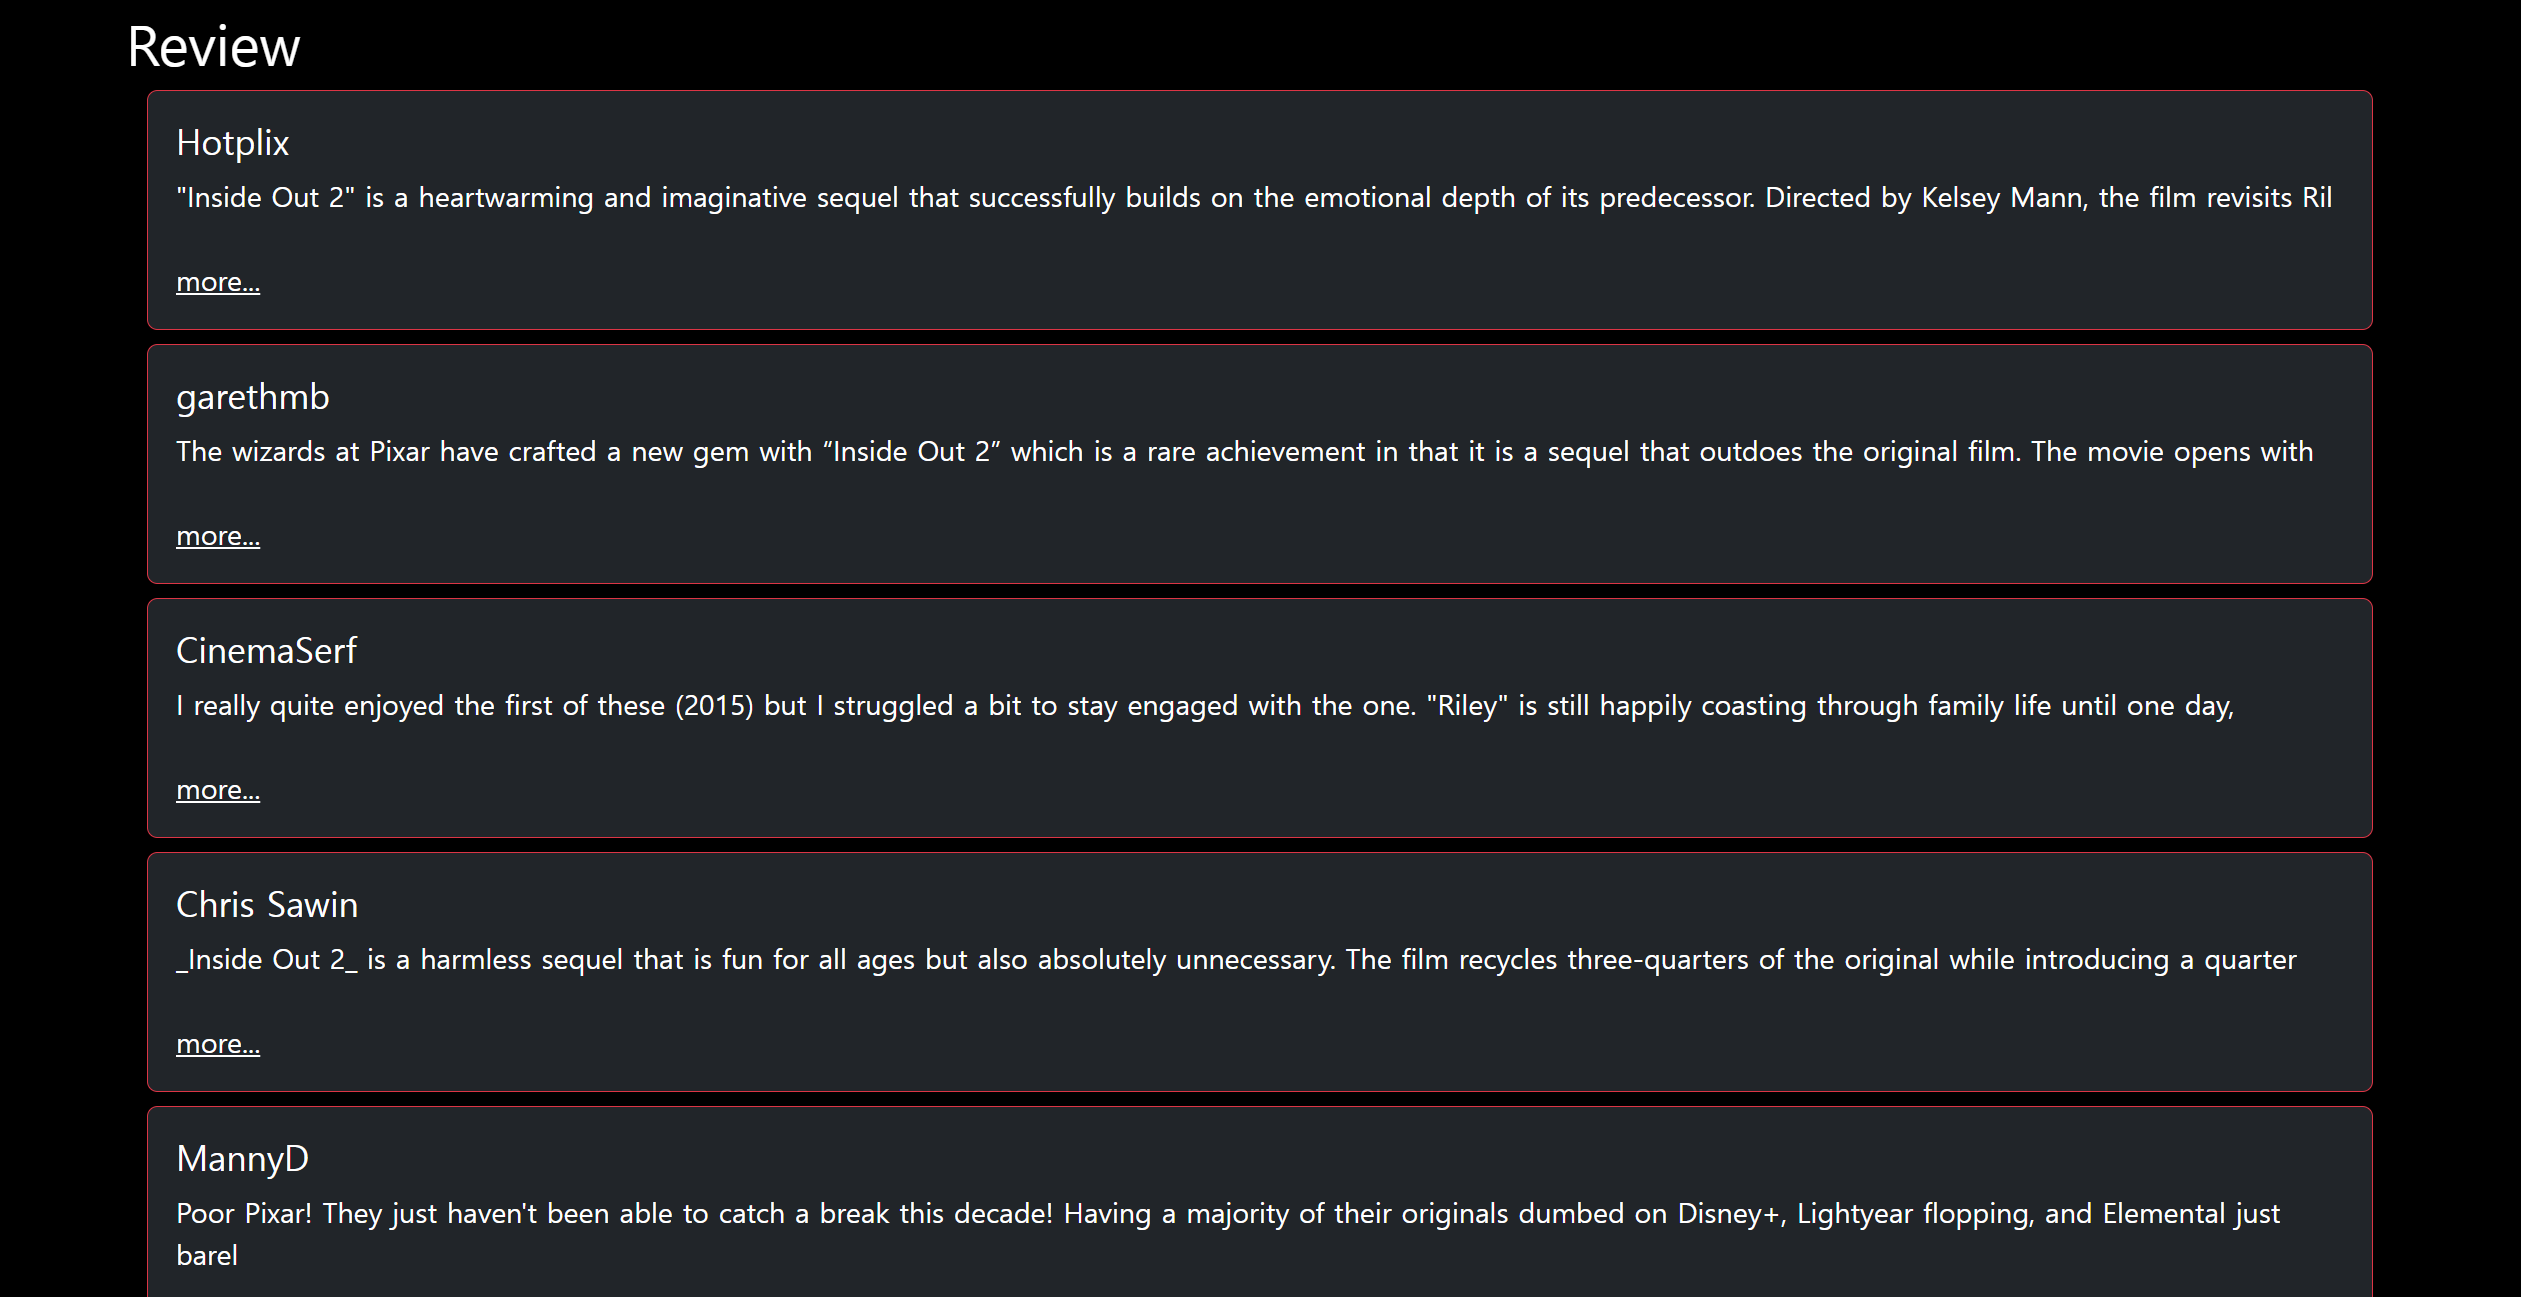 Review
Hotplix
"Inside Out 2" is a heartwarming and imaginative sequel that successfully builds on the emotional depth of its predecessor. Directed by Kelsey Mann, the film revisits Ril
more...
garethmb
The wizards at Pixar have crafted a new gem with “Inside Out 2” which is a rare achievement in that it is a sequel that outdoes the original film. The movie opens with
more...
CinemaSerf
I really quite enjoyed the first of these (2015) but I struggled a bit to stay engaged with the one. "Riley" is still happily coasting through family life until one day,
more...
Chris Sawin
_Inside Out 2_ is a harmless sequel that is fun for all ages but also absolutely unnecessary. The film recycles three-quarters of the original while introducing a quarter
more...
MannyD
Poor Pixar! They just haven't been able to catch a break this decade! Having a majority of their originals dumbed on Disney+, Lightyear flopping, and Elemental just
barel